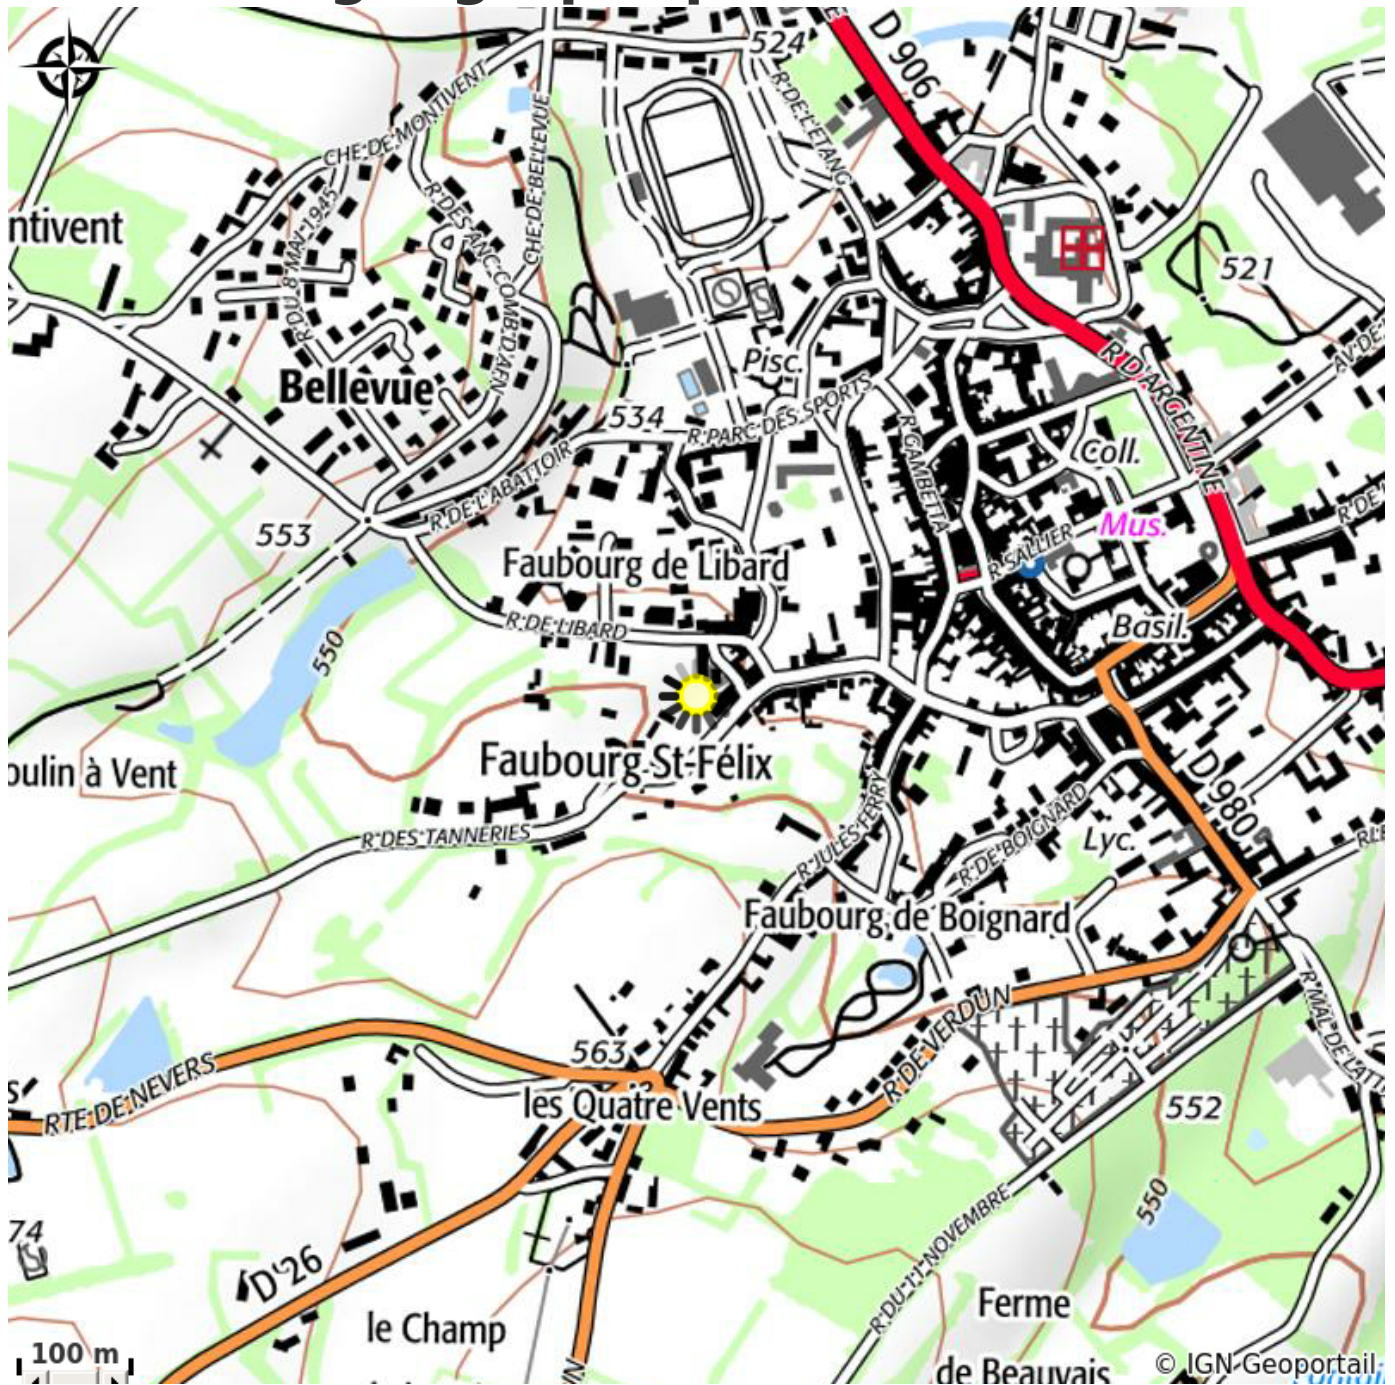 524
D 906
R DE L'ETANG
CHE DE MONTIVENT
CHE DE BELLEVUE
R DU 8 MAI 1945
R DES ANC COMB D'AFN
ntivent
521
R D'ARGENTINE
Pisc.
Bellevue
534
R PARC DES SPORTS
R GAMBETTA
Coll.
R DE L'ABATTOIR
553
Mus.
R SALLIER
Faubourg de Libard
R DE LIBARD
Basil.
550
Faubourg St-Félix
oulin à Vent
D 980
R DES TANNERIES
R JULES FERRY
R DE BOIGNARD
Lyc.
Faubourg de Boignard
R DE VERDUN
563
RTE DE NEVERS
les Quatre Vents
552
550
R DU 11 NOVEMBRE
74
D 26
le Champ
Ferme
de Beauvais
100 m
© IGN Geoportail